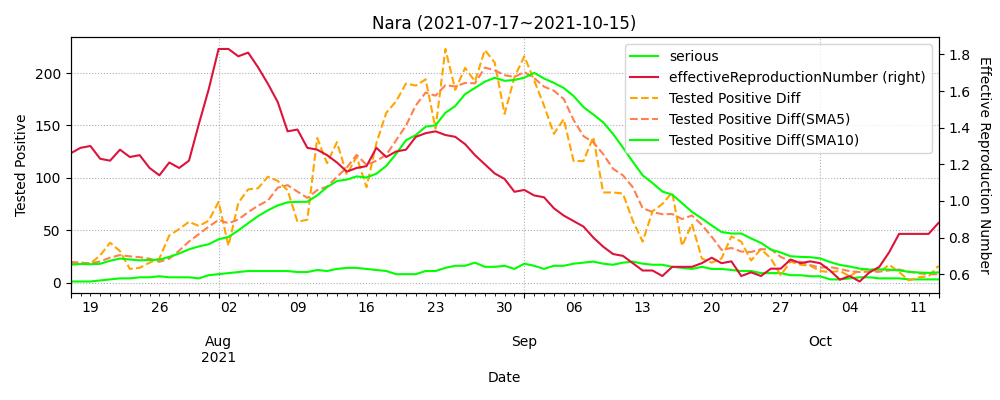 Nara (2021-07-17~2021-10-15)
serious
effectiveReproductionNumber (right)
Tested Positive Diff
Tested Positive Diff(SMA5)
Tested Positive Diff(SMA10)
Tested Positive
200
150
100
50
0
1.8
1.6
1.4
1.2
1.0
0.8
0.6
Effective Reproduction Number
19 26 02 09 16 23 30 06 13 20 27 04 11
Aug Sep Oct
2021
Date